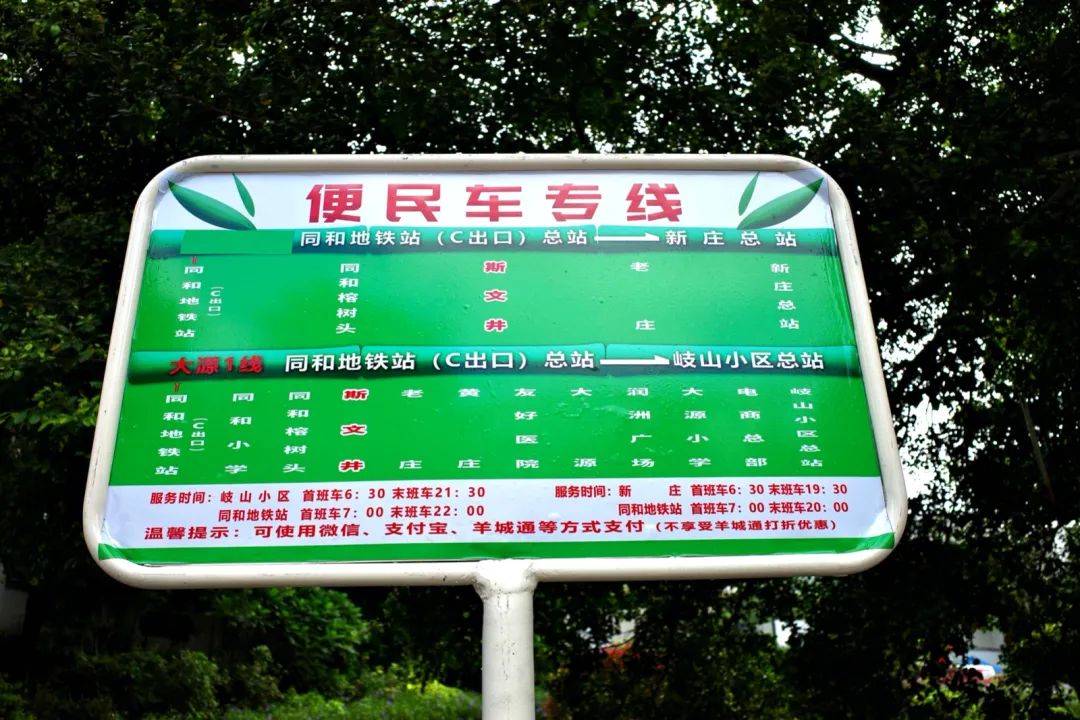 便民车专线
同和地铁站（C出口）总站 新庄总站
同和地铁站（C出口）
同和榕树头
斯文井
老庄
新庄总站
大源1线 同和地铁站（C出口）总站 岐山小区总站
同和地铁站（C出口）
同和小学
同和榕树头
斯文井
老庄
黄庄
友好医院
大源
润洲广场
大源小学
电商总部
岐山小区总站
服务时间：岐山小区 首班车6：30 末班车21：30
同和地铁站 首班车7：00 末班车22：00
服务时间：新 庄 首班车6：30 末班车19：30
同和地铁站 首班车7：00 末班车20：00
温馨提示：可使用微信、支付宝、羊城通等方式支付（不享受羊城通打折优惠）